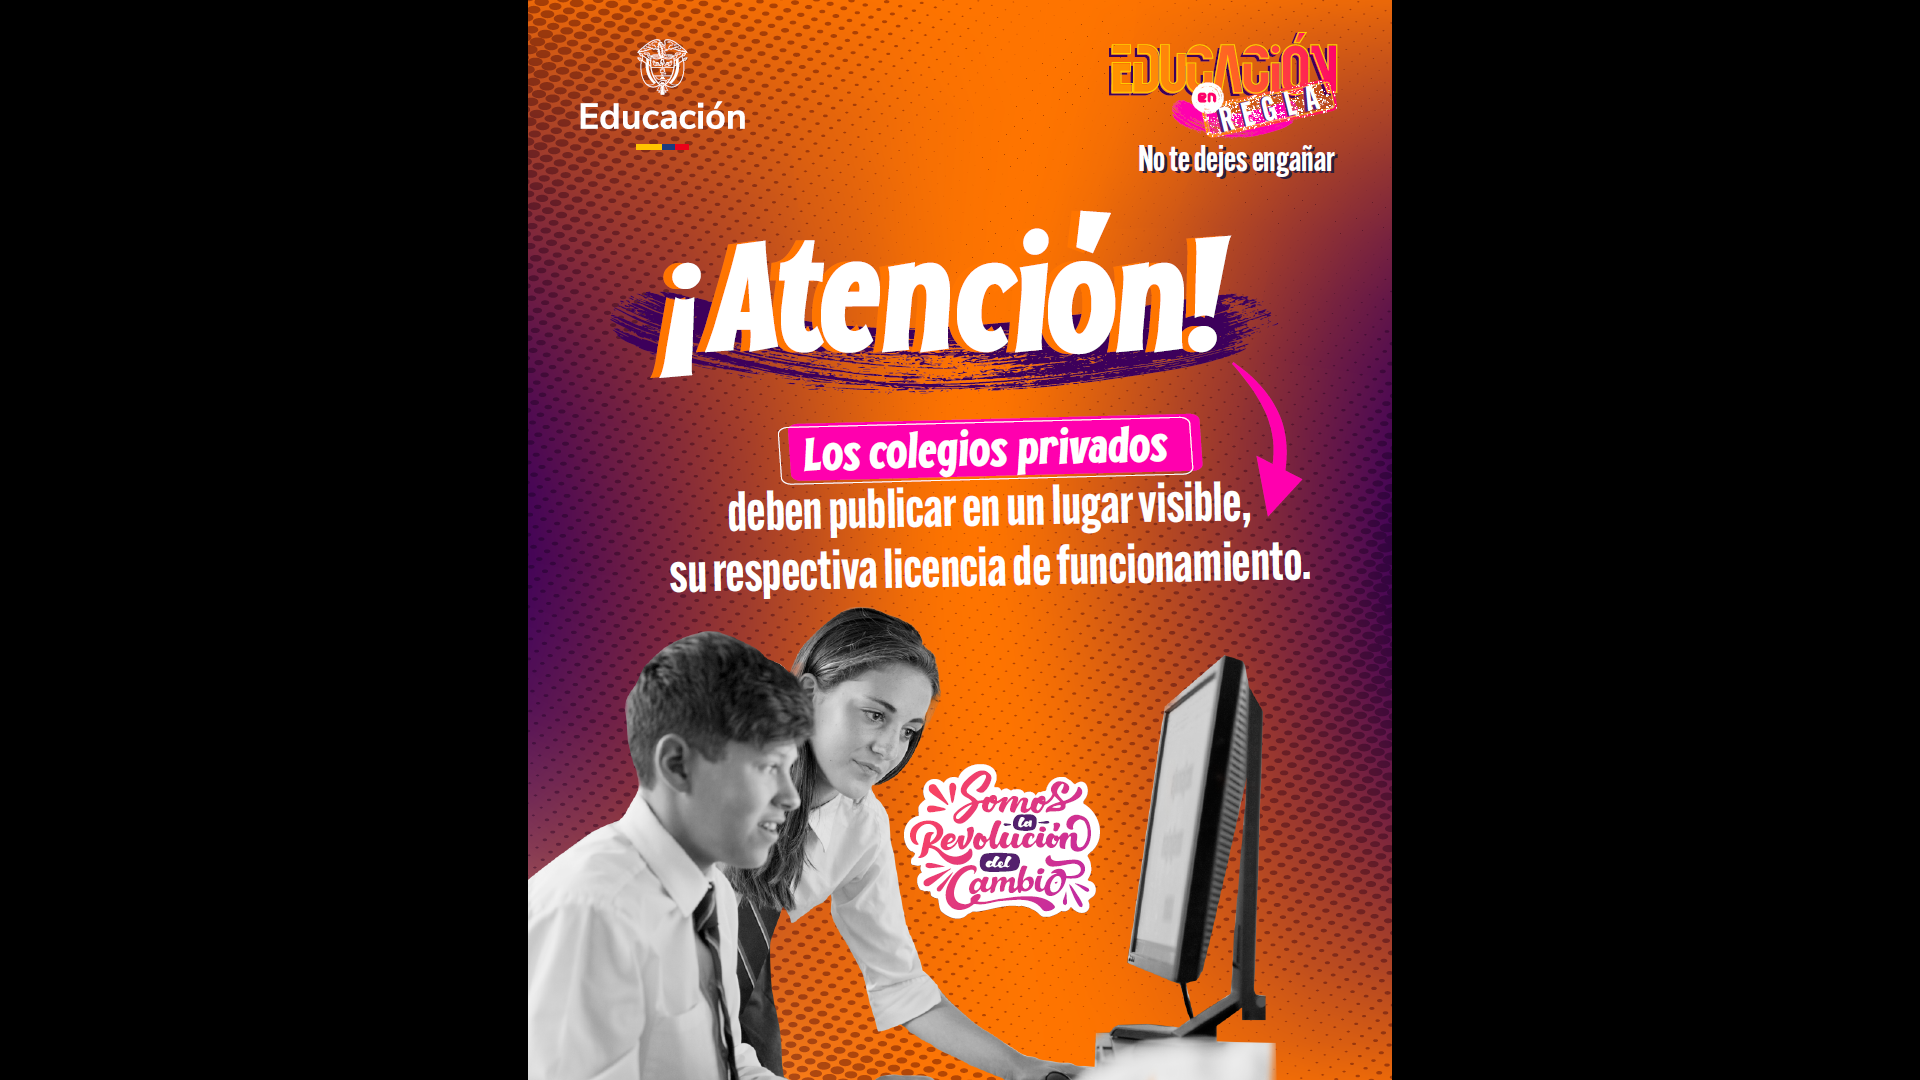 Educación
EDUCACIÓN
en
REGLA
No te dejes engañar
¡Atención!
Los colegios privados
deben publicar en un lugar visible,
su respectiva licencia de funcionamiento.
Somos
la
Revolución
del
Cambio